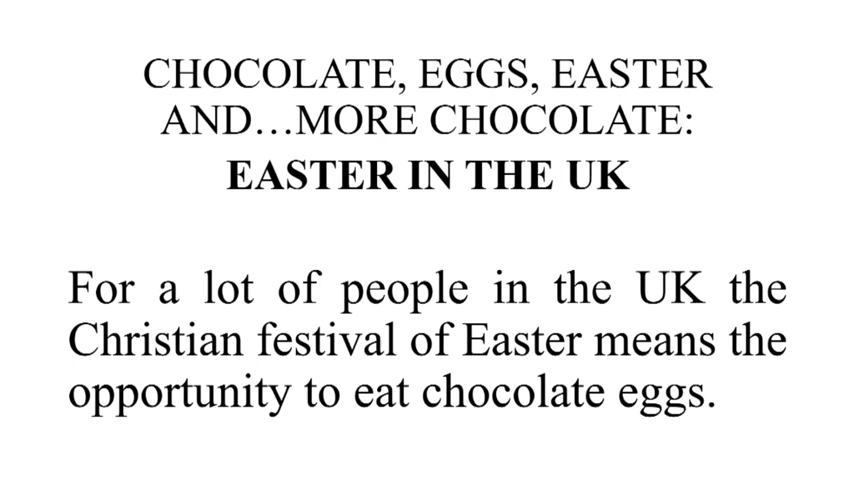 CHOCOLATE, EGGS, EASTER
AND…MORE CHOCOLATE:
EASTER IN THE UK
For a lot of people in the UK the
Christian festival of Easter means the
opportunity to eat chocolate eggs.